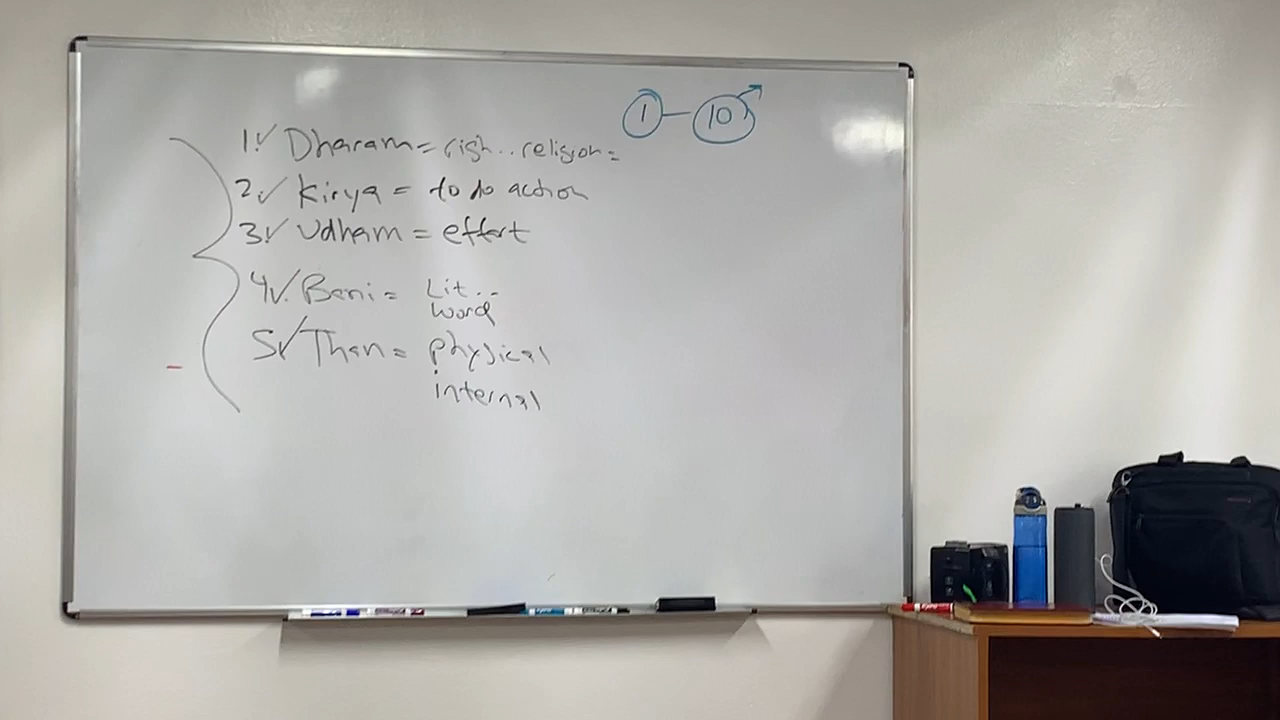 1 — 10
1.✓ Dharam = righ.. religion =
2.✓ Kirya = to do action
3.✓ Udham = effort
4✓. Bani = Lit..
word
5✓ Than = physical
internal